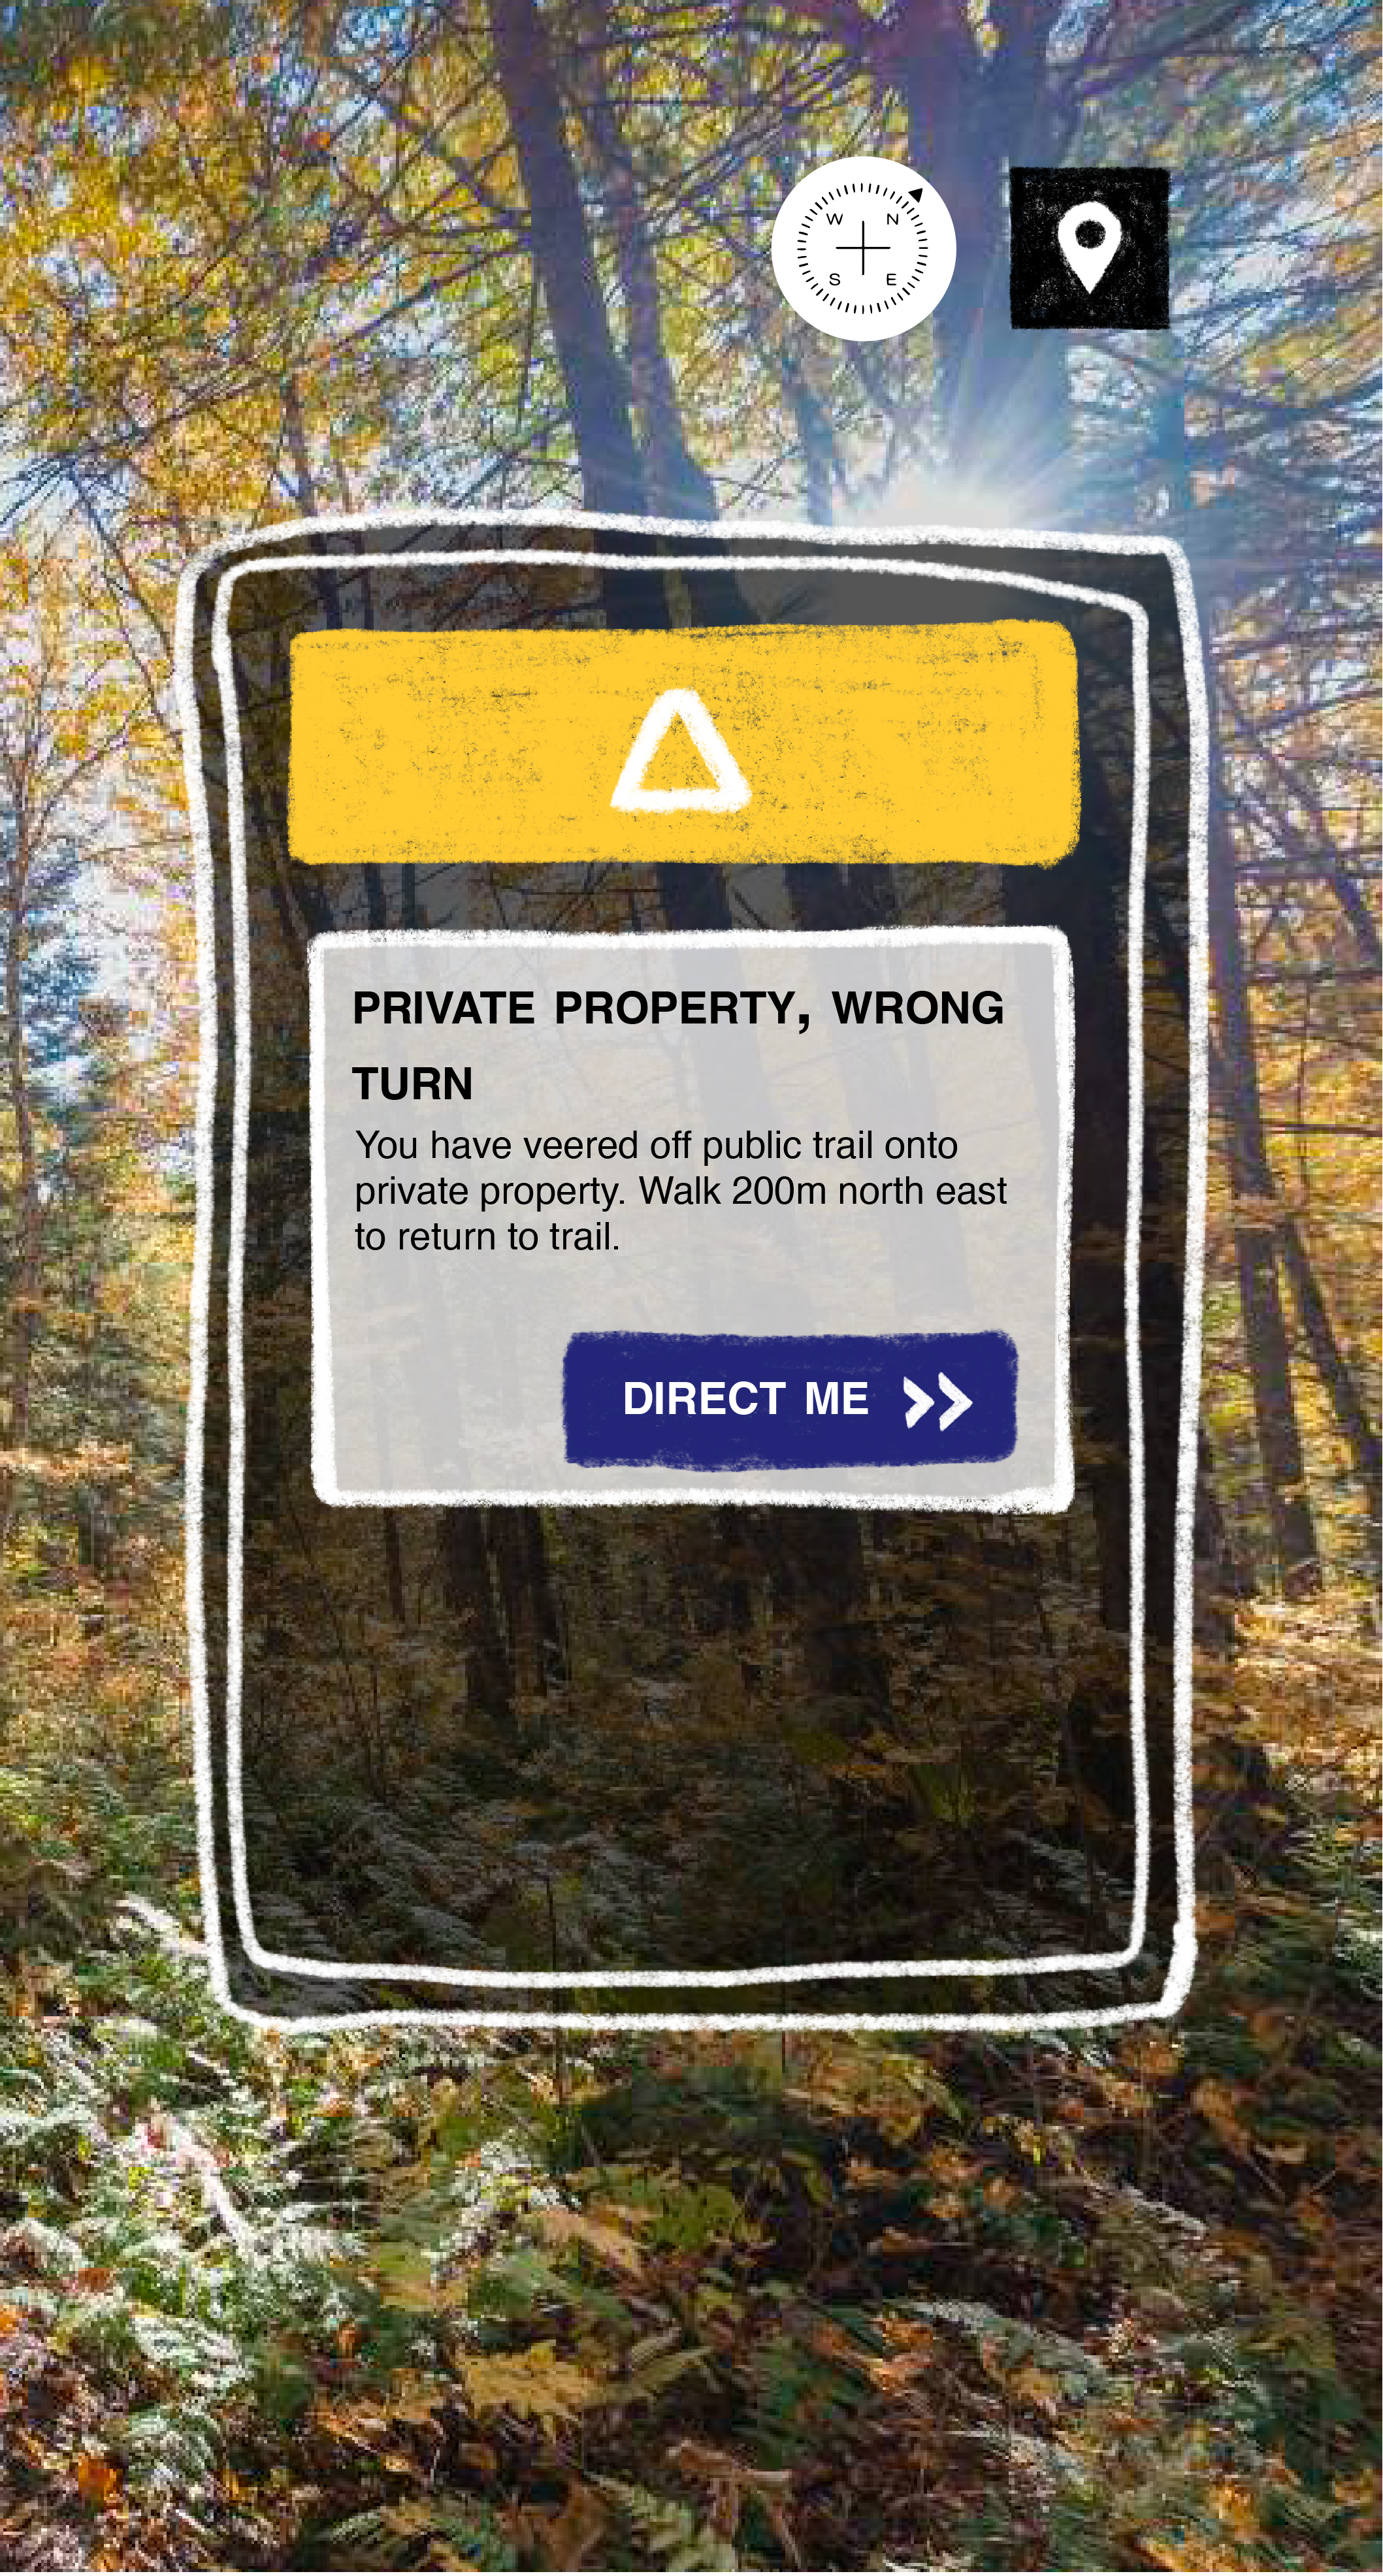 W N
S E
PRIVATE PROPERTY, WRONG
TURN
You have veered off public trail onto
private property. Walk 200m north east
to return to trail.
DIRECT ME